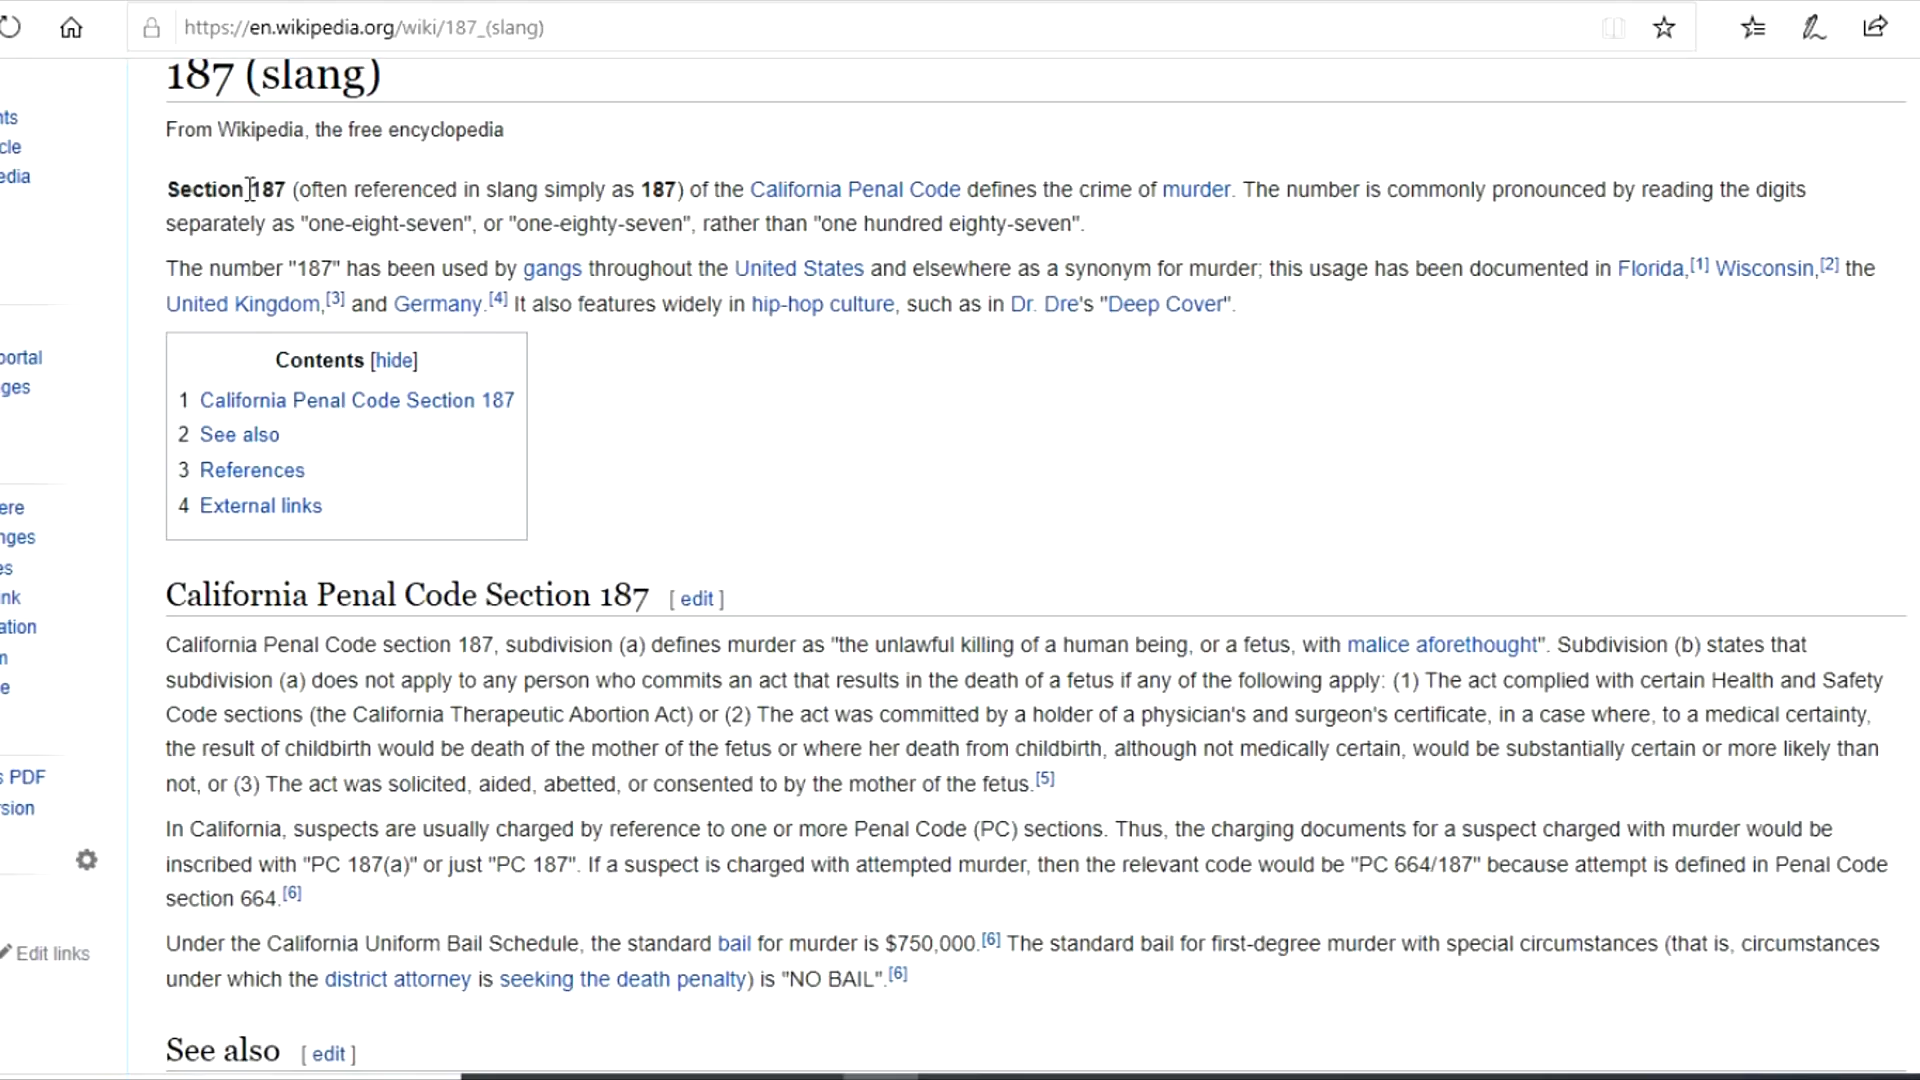 https://en.wikipedia.org/wiki/187_(slang)
187 (slang)
From Wikipedia, the free encyclopedia
Section 187 (often referenced in slang simply as 187) of the California Penal Code defines the crime of murder. The number is commonly pronounced by reading the digits
separately as "one-eight-seven", or "one-eighty-seven", rather than "one hundred eighty-seven".
The number "187" has been used by gangs throughout the United States and elsewhere as a synonym for murder; this usage has been documented in Florida,[1] Wisconsin,[2] the
United Kingdom,[3] and Germany.[4] It also features widely in hip-hop culture, such as in Dr. Dre's "Deep Cover".
Contents [hide]
1 California Penal Code Section 187
2 See also
3 References
4 External links
California Penal Code Section 187 [ edit ]
California Penal Code section 187, subdivision (a) defines murder as "the unlawful killing of a human being, or a fetus, with malice aforethought". Subdivision (b) states that
subdivision (a) does not apply to any person who commits an act that results in the death of a fetus if any of the following apply: (1) The act complied with certain Health and Safety
Code sections (the California Therapeutic Abortion Act) or (2) The act was committed by a holder of a physician's and surgeon's certificate, in a case where, to a medical certainty,
the result of childbirth would be death of the mother of the fetus or where her death from childbirth, although not medically certain, would be substantially certain or more likely than
not, or (3) The act was solicited, aided, abetted, or consented to by the mother of the fetus.[5]
In California, suspects are usually charged by reference to one or more Penal Code (PC) sections. Thus, the charging documents for a suspect charged with murder would be
inscribed with "PC 187(a)" or just "PC 187". If a suspect is charged with attempted murder, then the relevant code would be "PC 664/187" because attempt is defined in Penal Code
section 664.[6]
Under the California Uniform Bail Schedule, the standard bail for murder is $750,000.[6] The standard bail for first-degree murder with special circumstances (that is, circumstances
under which the district attorney is seeking the death penalty) is "NO BAIL".[6]
See also [ edit ]
nts
cle
edia
portal
ges
ere
nges
es
ink
ation
m
e
s PDF
rsion
Edit links